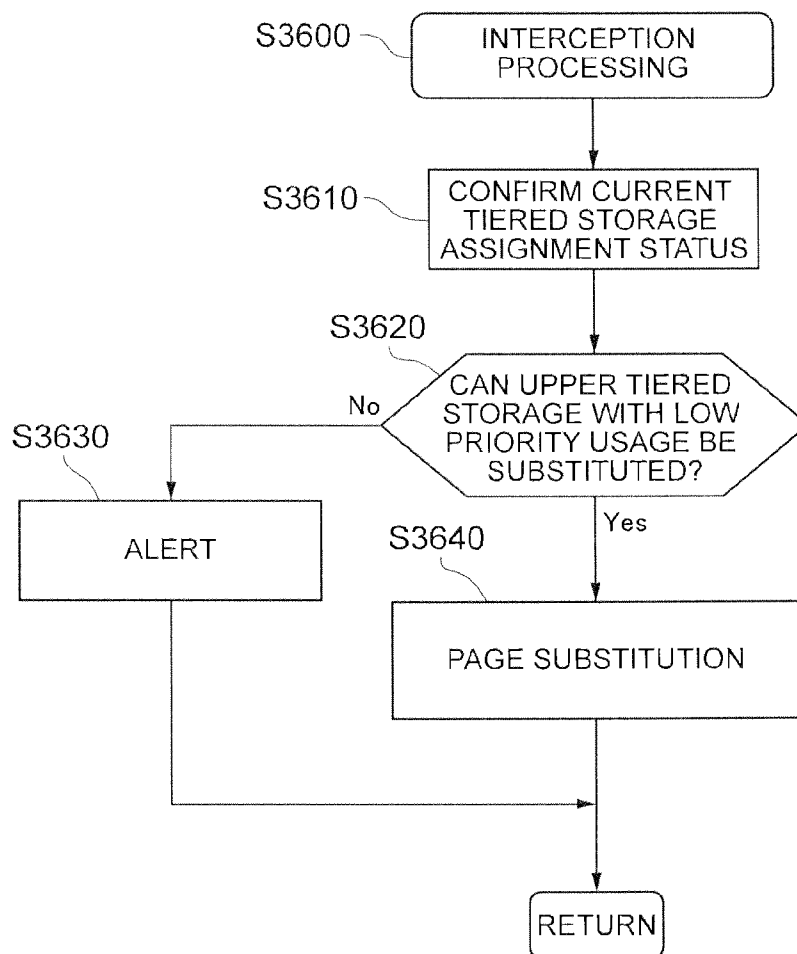 S3600
INTERCEPTION
PROCESSING
S3610
CONFIRM CURRENT
TIERED STORAGE
ASSIGNMENT STATUS
S3620
CAN UPPER TIERED
STORAGE WITH LOW
PRIORITY USAGE BE
SUBSTITUTED?
No
Yes
S3630
ALERT
S3640
PAGE SUBSTITUTION
RETURN